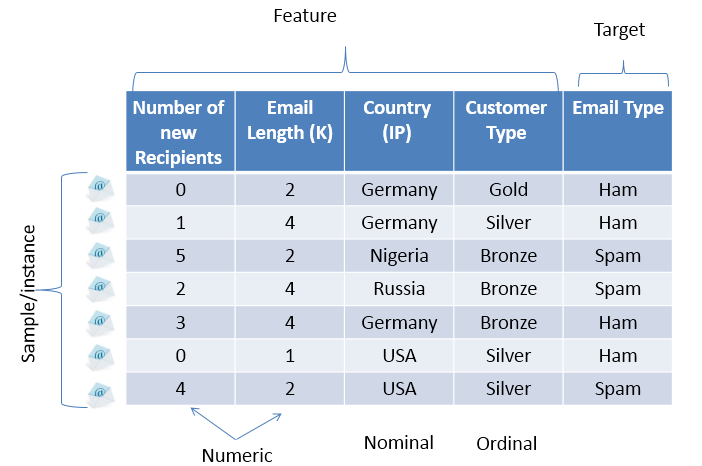 Feature
Target
Number of new Recipients Email Length (K) Country (IP) Customer Type Email Type
0 2 Germany Gold Ham
1 4 Germany Silver Ham
5 2 Nigeria Bronze Spam
2 4 Russia Bronze Spam
3 4 Germany Bronze Ham
0 1 USA Silver Ham
4 2 USA Silver Spam
Sample/instance
Numeric Nominal Ordinal